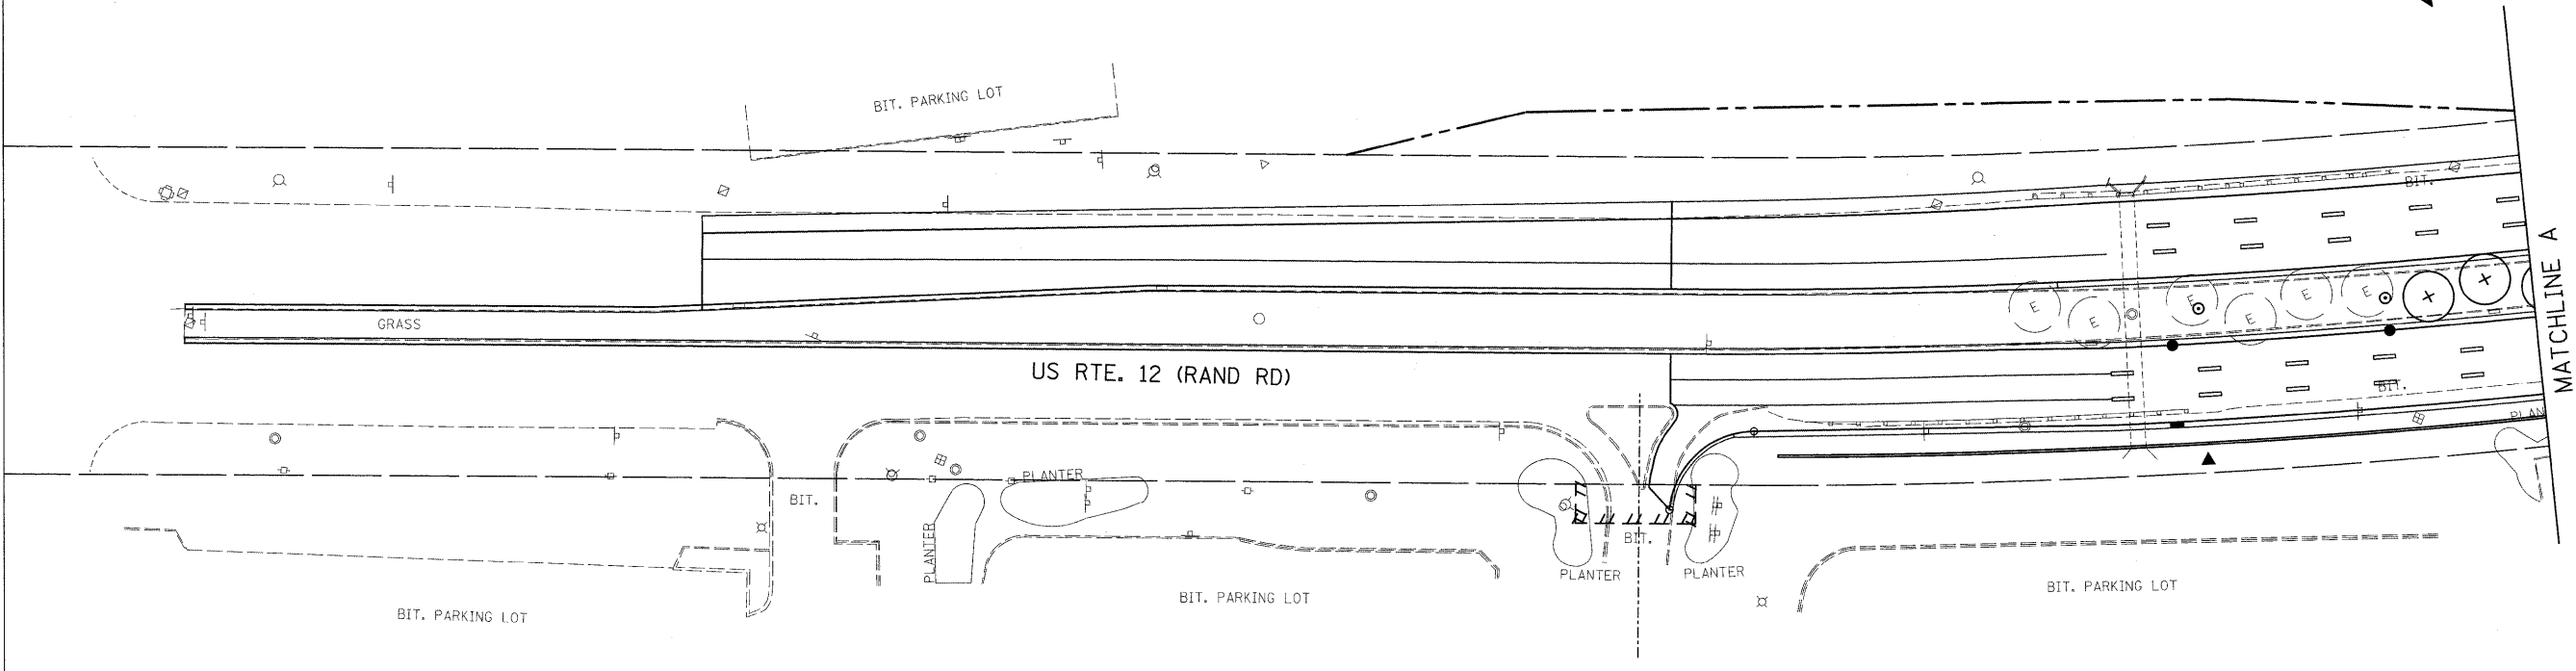 BIT. PARKING LOT
BIT.
E
E
E
E
E
E
GRASS
MATCHLINE A
US RTE. 12 (RAND RD)
BIT.
PLAN
PLANTER
BIT.
PLANTER
BIT.
PLANTER
PLANTER
BIT. PARKING LOT
BIT. PARKING LOT
BIT. PARKING LOT